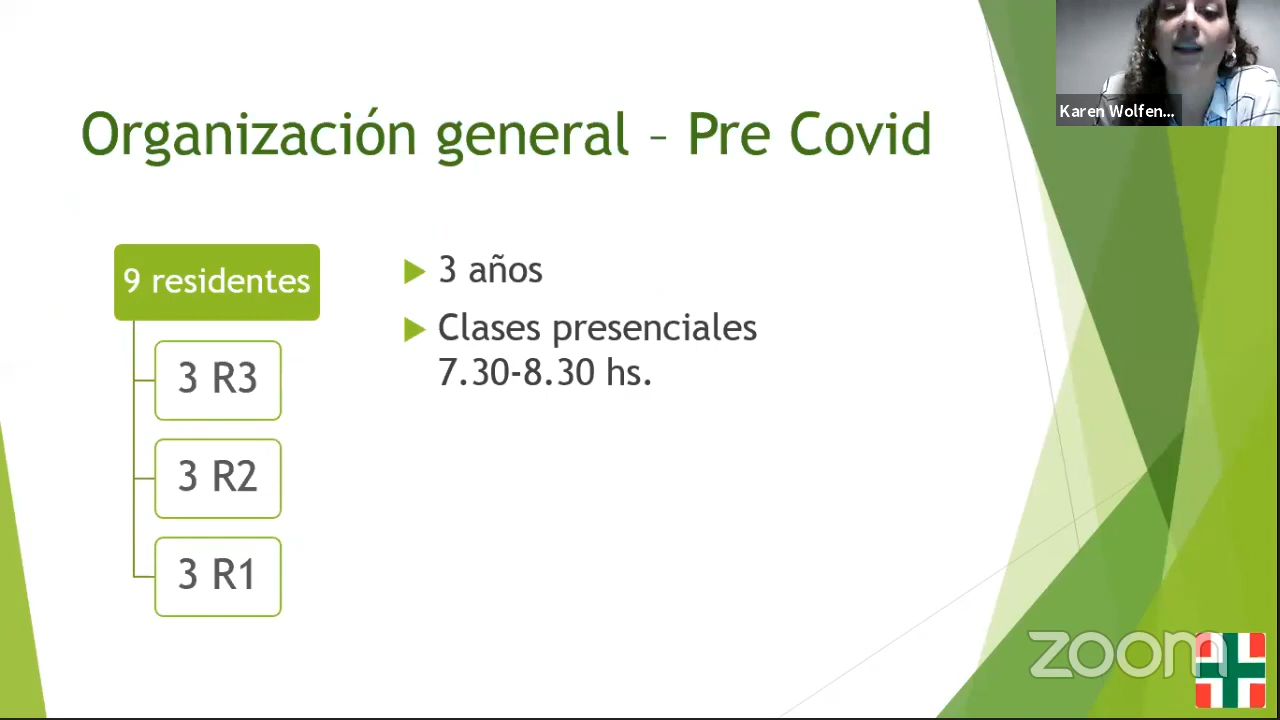 Karen Wolfen...
Organización general – Pre Covid
9 residentes
3 R3
3 R2
3 R1
3 años
Clases presenciales
7.30-8.30 hs.
zoom